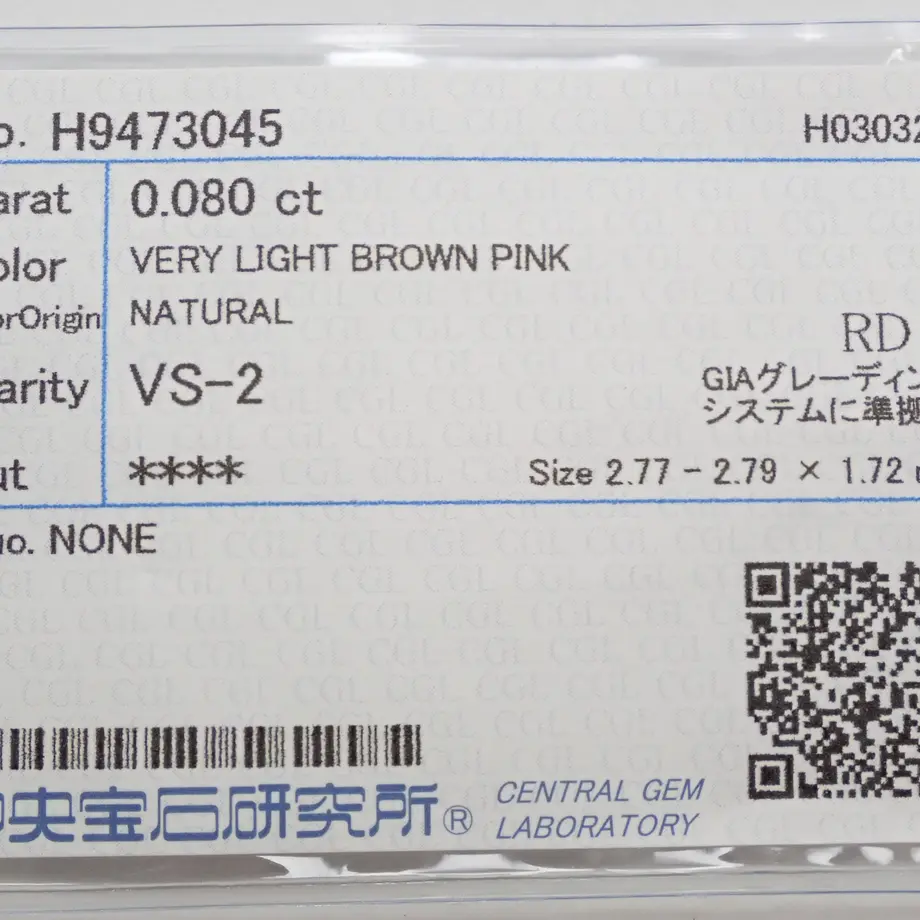 o. H9473045 H03032
arat 0.080 ct
olor VERY LIGHT BROWN PINK
orOrigin NATURAL
RD
arity VS-2
GIAグレーディン
システムに準拠
ut ****
Size 2.77 - 2.79 × 1.72
uo. NONE
中央宝石研究所®
CENTRAL GEM
LABORATORY